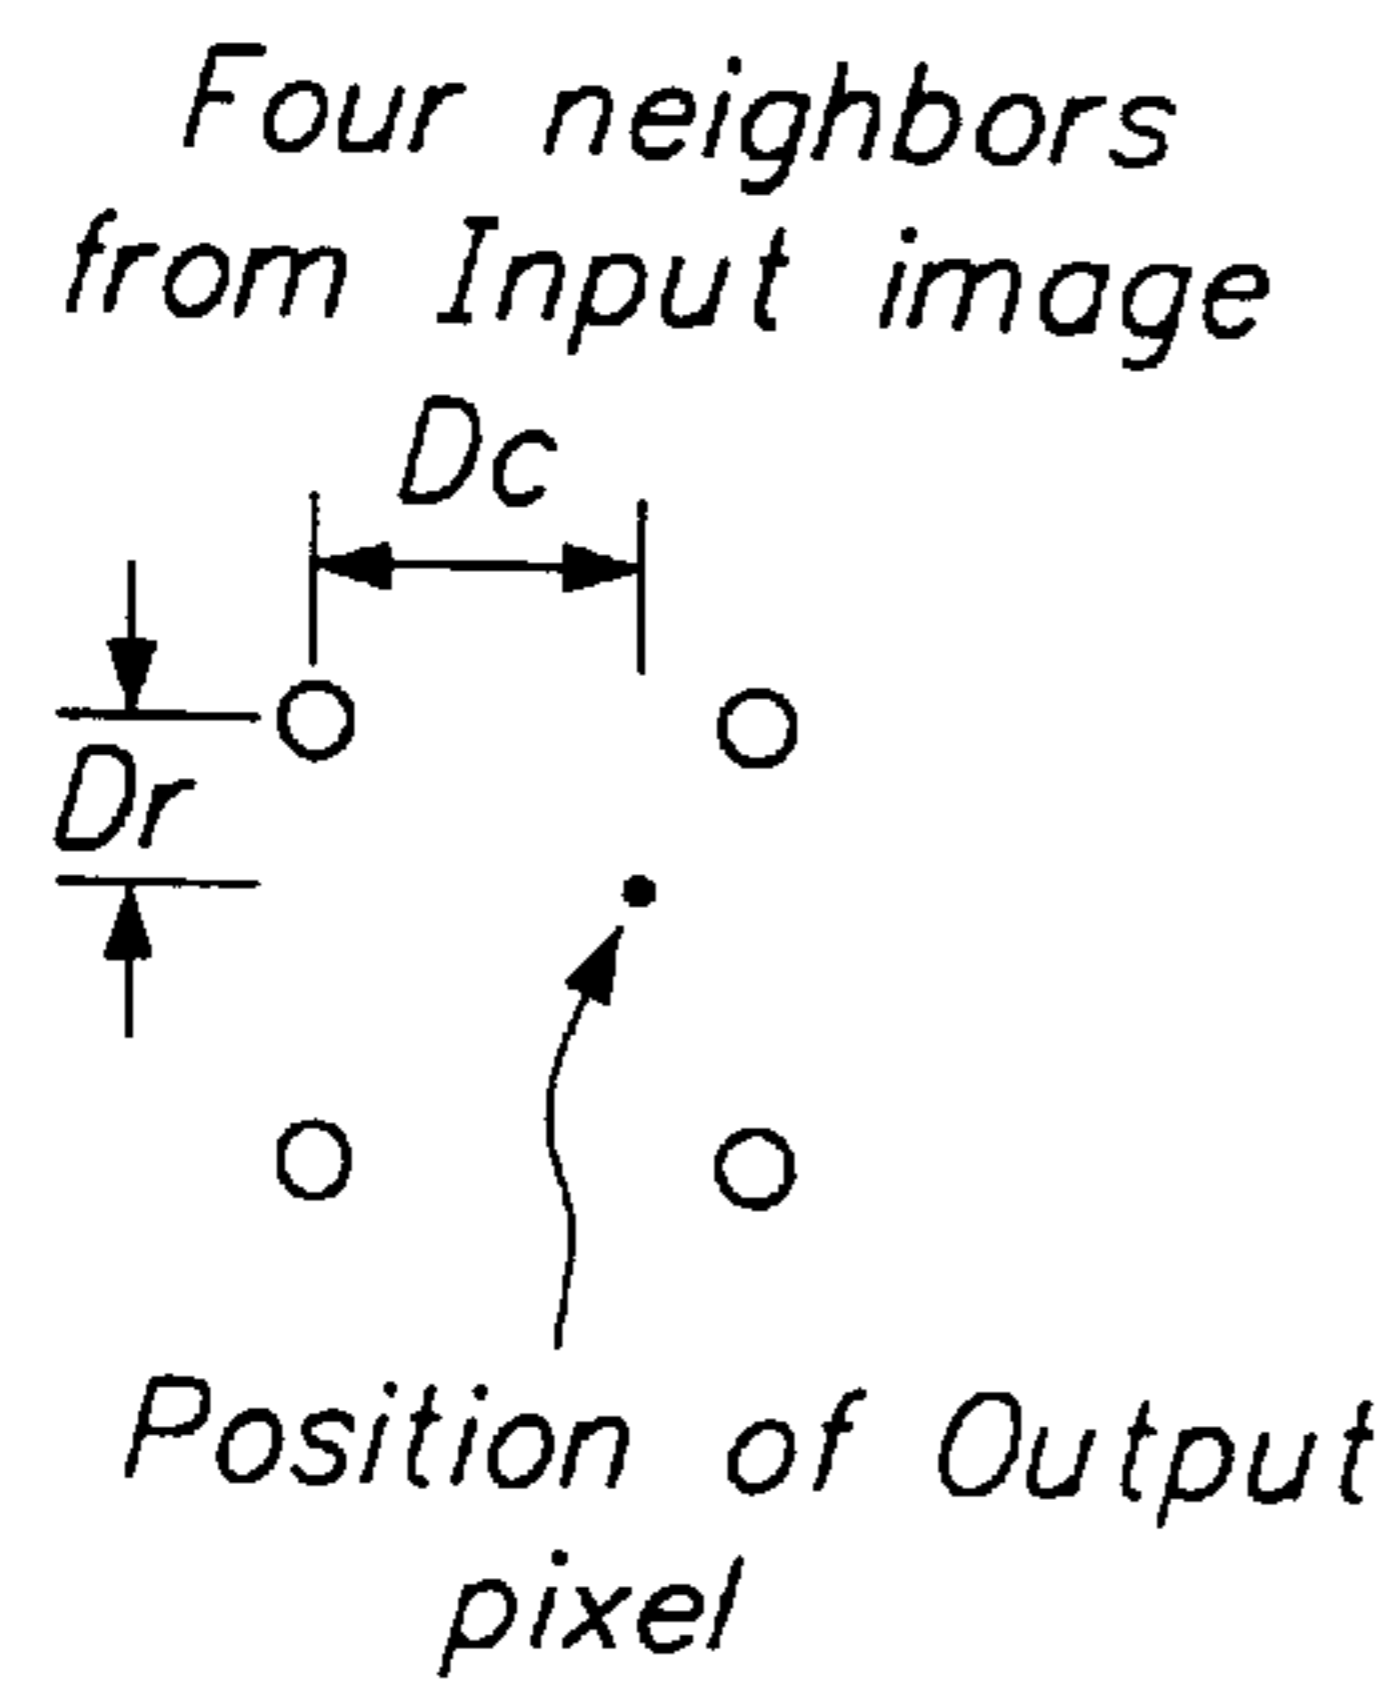 Four neighbors
from Input image
Dc
Dr
Position of Output
pixel